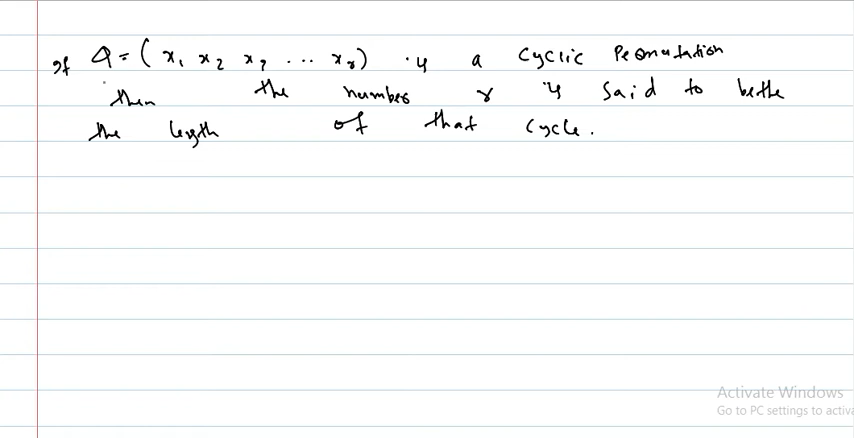 If Q = ( x₁ x₂ x₃ ... xᵣ) is a cyclic Permutation
then the number r is said to be the
the length of that cycle.
Activate Windows
Go to PC settings to activa